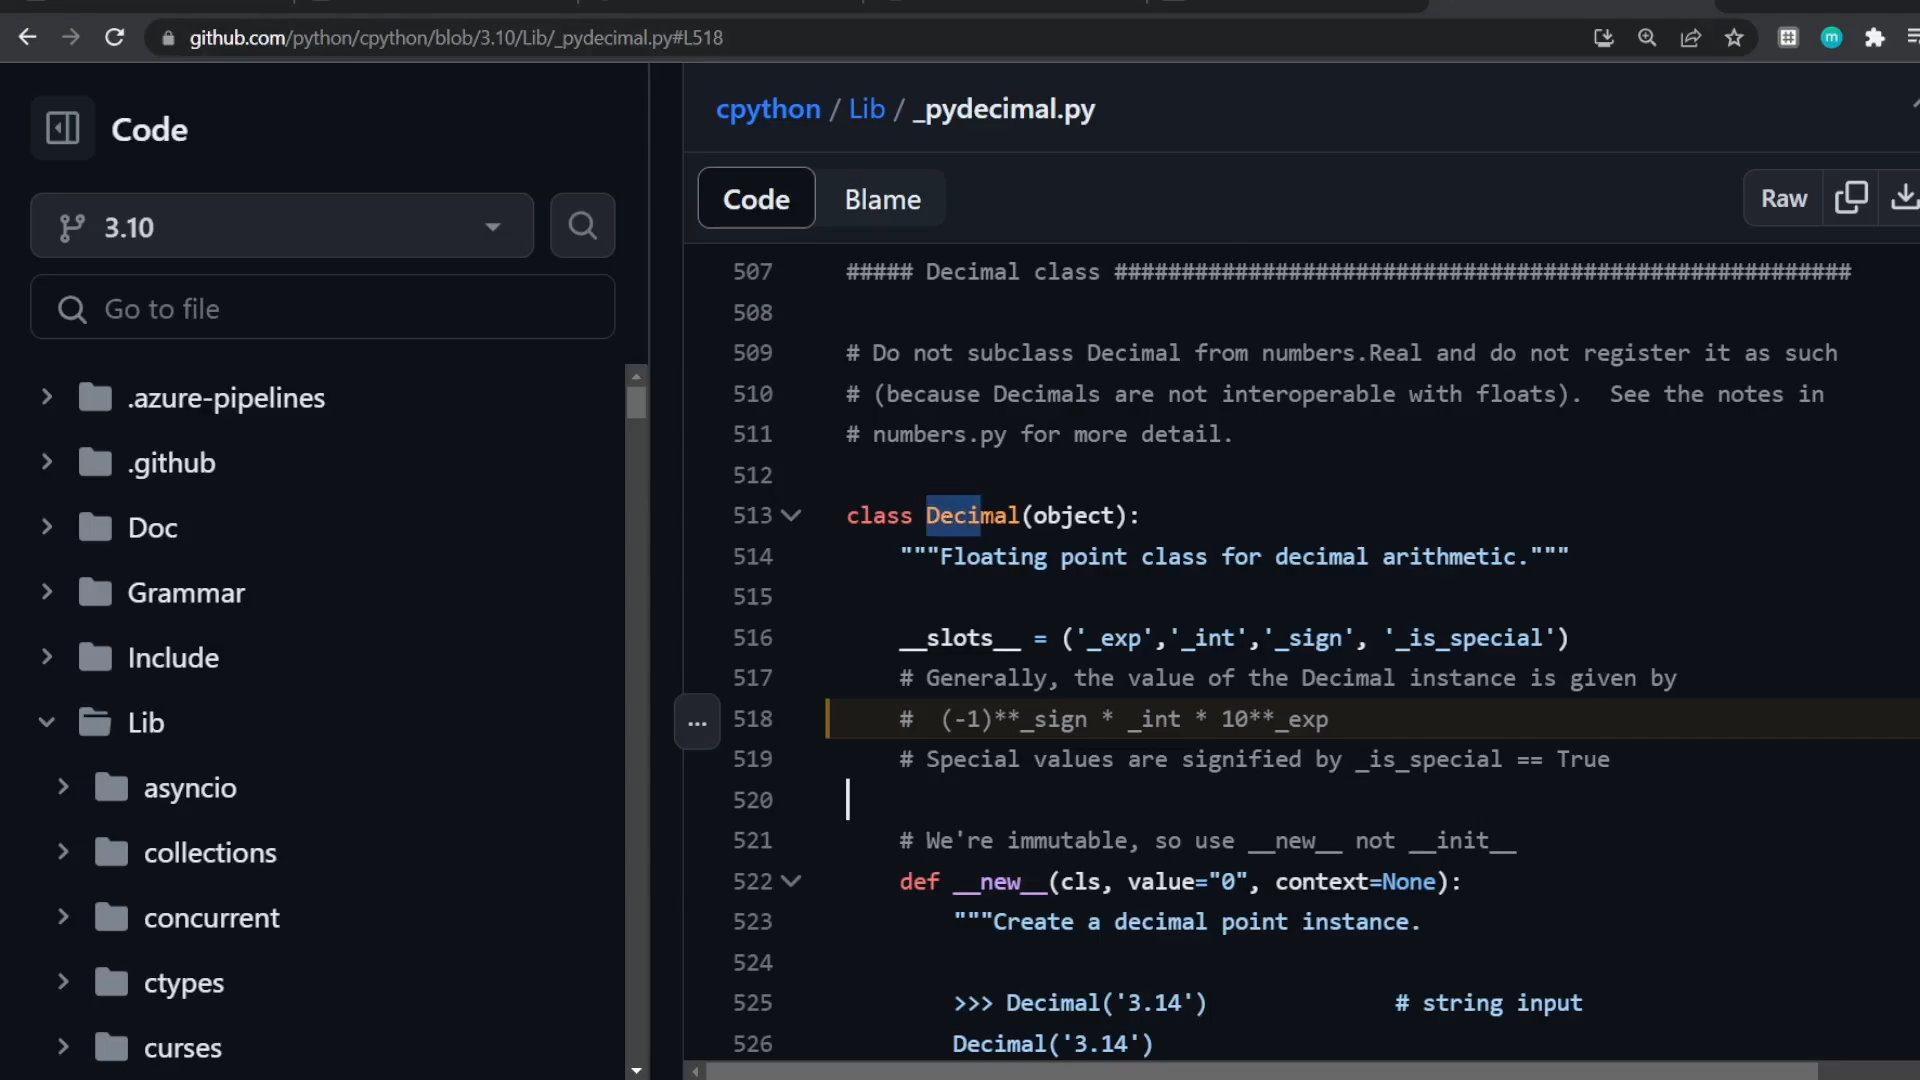 github.com/python/cpython/blob/3.10/Lib/_pydecimal.py#L518
m
Code
3.10
Go to file
.azure-pipelines
.github
Doc
Grammar
Include
Lib
asyncio
collections
concurrent
ctypes
curses
cpython / Lib / _pydecimal.py
Code Blame Raw
507 ##### Decimal class #######################################################
508
509 # Do not subclass Decimal from numbers.Real and do not register it as such
510 # (because Decimals are not interoperable with floats).  See the notes in
511 # numbers.py for more detail.
512
513 class Decimal(object):
514 """Floating point class for decimal arithmetic."""
515
516 __slots__ = ('_exp','_int','_sign', '_is_special')
517 # Generally, the value of the Decimal instance is given by
518 #  (-1)**_sign * _int * 10**_exp
519 # Special values are signified by _is_special == True
520
521 # We're immutable, so use __new__ not __init__
522 def __new__(cls, value="0", context=None):
523 """Create a decimal point instance.
524
525 >>> Decimal('3.14')              # string input
526 Decimal('3.14')